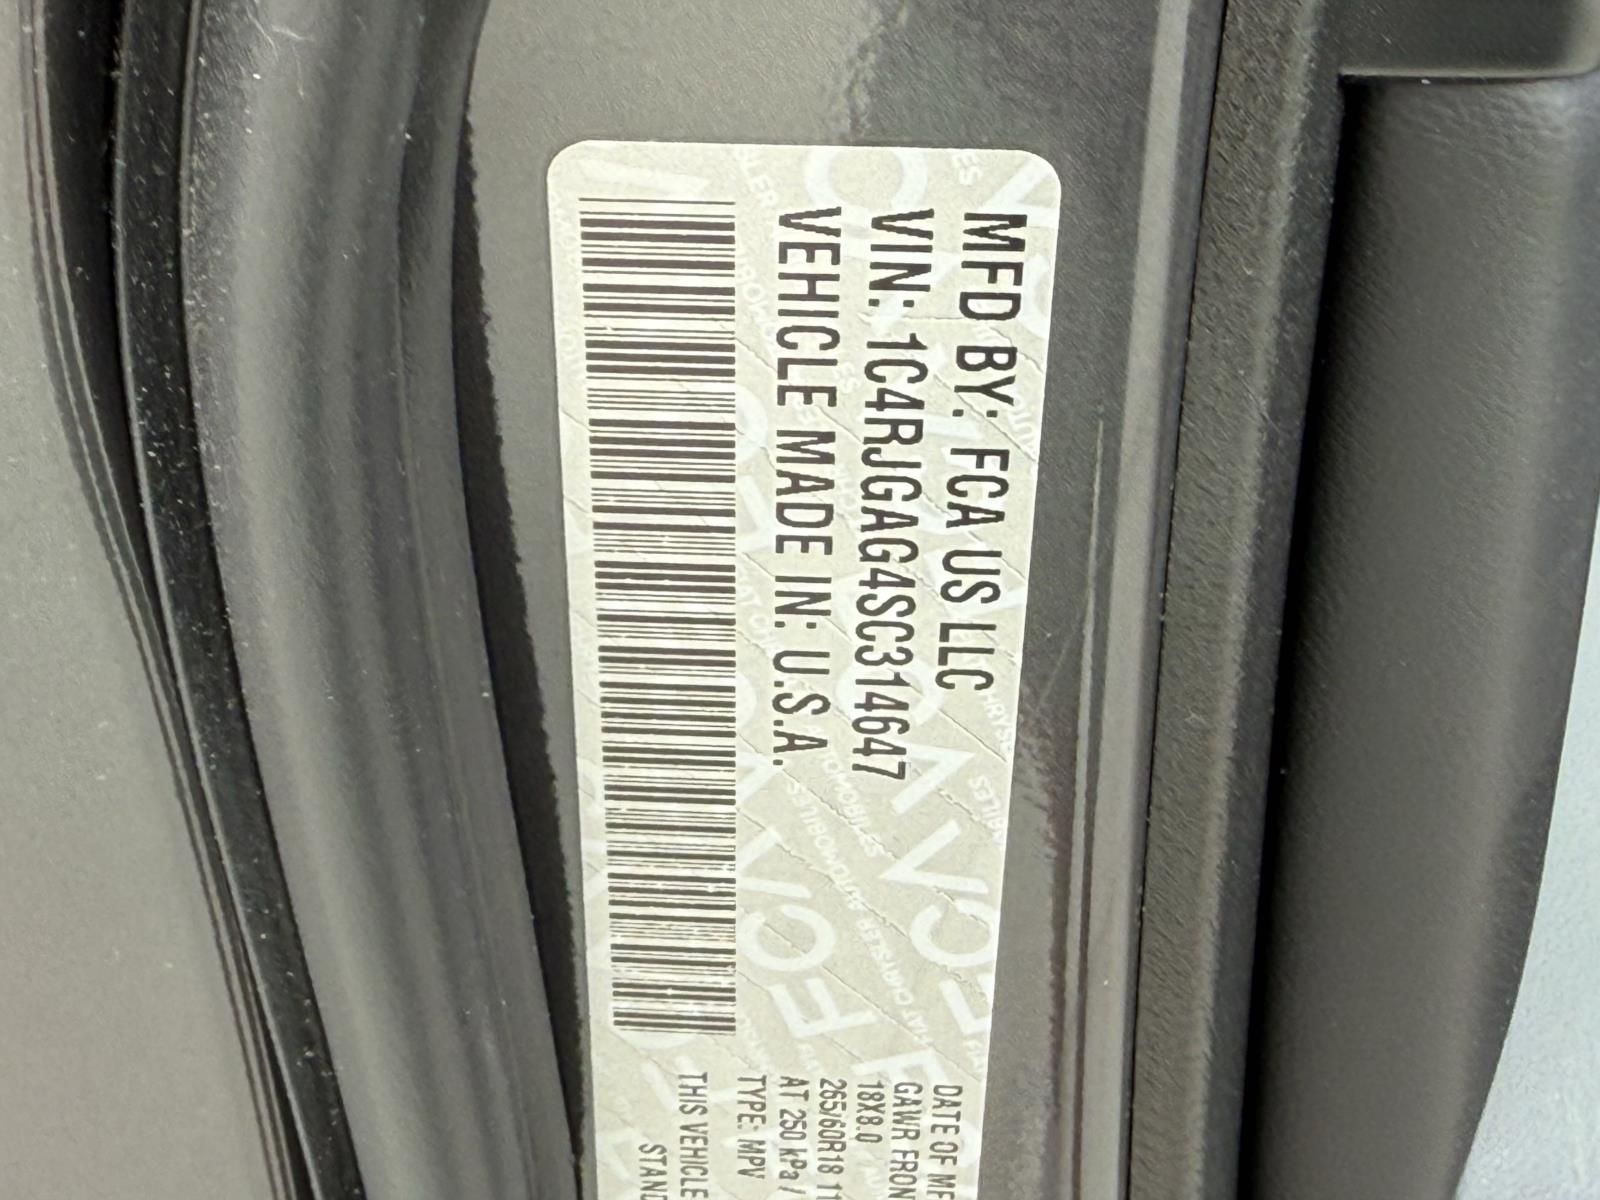 MFD BY: FCA US LLC
VIN: 1C4RJGAG4SC314647
VEHICLE MADE IN: U.S.A.
DATE OF MF
GAWR FRON
18X8.0
265/60R18 11
AT 250 kPa /
TYPE: MPV
THIS VEHICLE
STAND